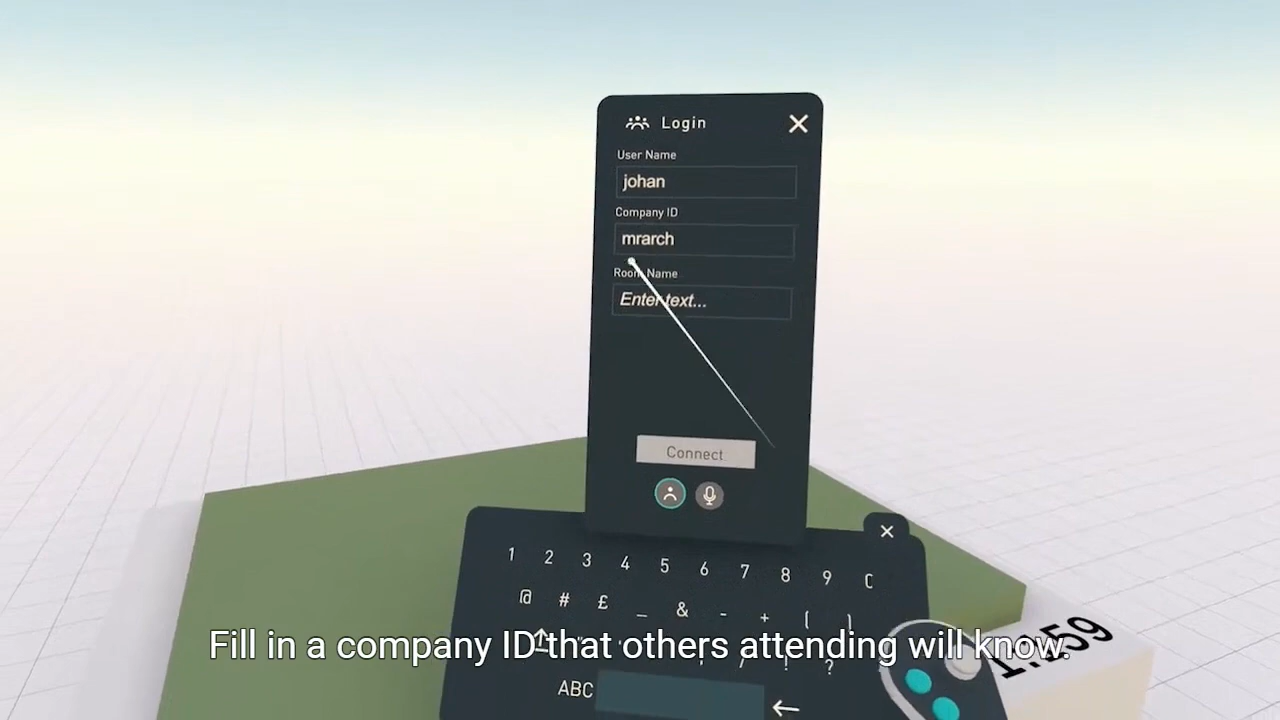 Login
User Name
johan
Company ID
mrarch
Room Name
Enter text...
Connect
1 2 3 4 5 6 7 8 9
@ # £ _ & - + (
/ ! ?
ABC
Fill in a company ID that others attending will know.